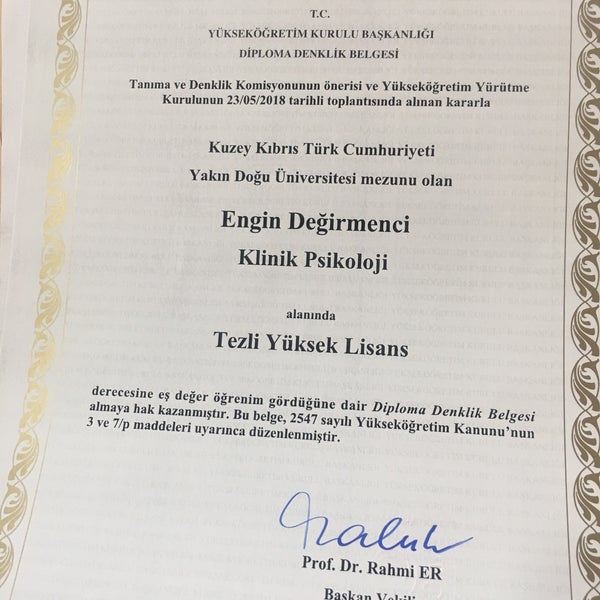 T.C.
YÜKSEKÖĞRETİM KURULU BAŞKANLIĞI
DİPLOMA DENKLİK BELGESİ
Tanıma ve Denklik Komisyonunun önerisi ve Yükseköğretim Yürütme
Kurulunun 23/05/2018 tarihli toplantısında alınan kararla
Kuzey Kıbrıs Türk Cumhuriyeti
Yakın Doğu Üniversitesi mezunu olan
Engin Değirmenci
Klinik Psikoloji
alanında
Tezli Yüksek Lisans
derecesine eş değer öğrenim gördüğüne dair Diploma Denklik Belgesi
almaya hak kazanmıştır. Bu belge, 2547 sayılı Yükseköğretim Kanunu'nun
3 ve 7/p maddeleri uyarınca düzenlenmiştir.
Prof. Dr. Rahmi ER
Başkan Vekili